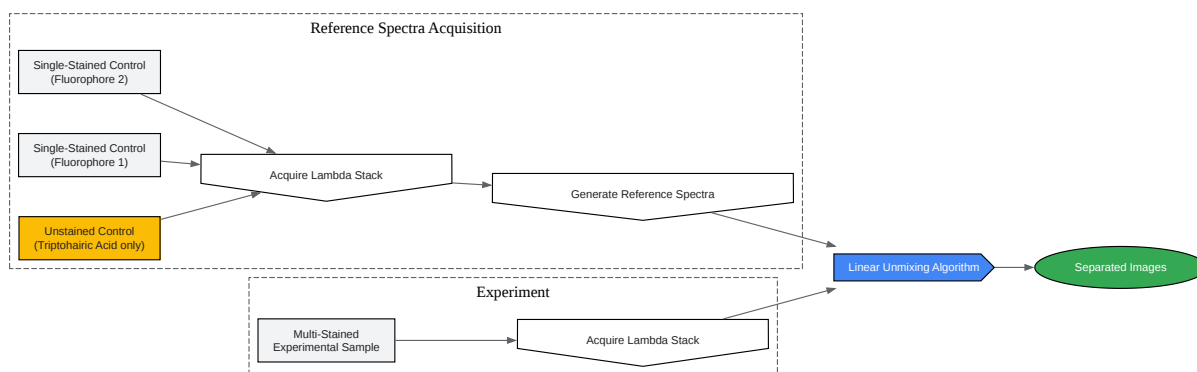 Reference Spectra Acquisition
Single-Stained Control
(Fluorophore 2)
Single-Stained Control
(Fluorophore 1)
Acquire Lambda Stack
Generate Reference Spectra
Unstained Control
(Triptohairic Acid only)
Linear Unmixing Algorithm
Separated Images
Experiment
Multi-Stained
Experimental Sample
Acquire Lambda Stack